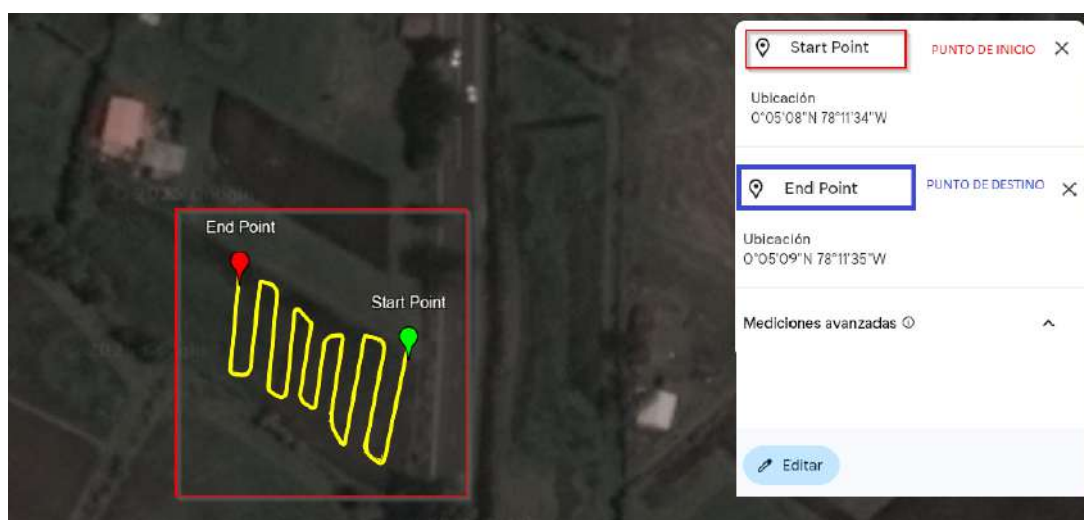 End Point
Start Point
Start Point
PUNTO DE INICIO
Ubicación
0°05'08"N 78°11'34"W
End Point
PUNTO DE DESTINO
Ubicación
0°05'09"N 78°11'35"W
Mediciones avanzadas
Editar